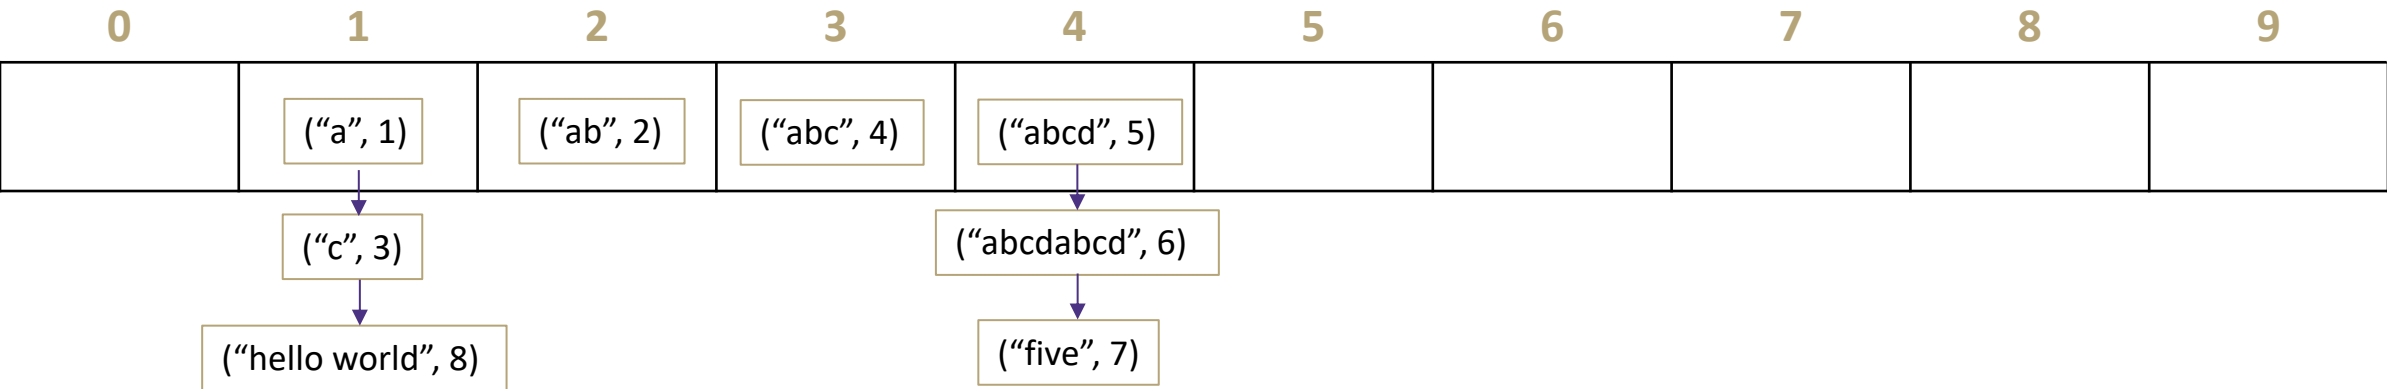 0 1 2 3 4 5 6 7 8 9
(“a”, 1) (“ab”, 2) (“abc”, 4) (“abcd”, 5)
(“c”, 3) (“abcdabcd”, 6)
(“hello world”, 8) (“five”, 7)